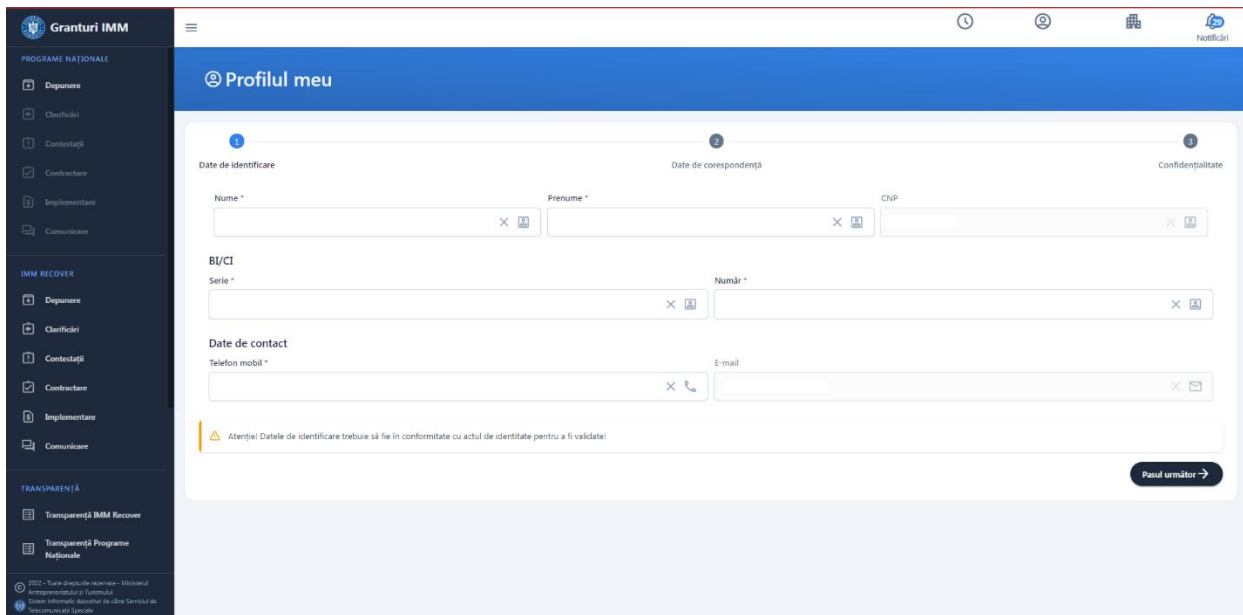 Granturi IMM
29
Notificări
PROGRAME NAȚIONALE
Depunere
Clarificări
Contestații
Contractare
Implementare
Comunicare
IMM RECOVER
Depunere
Clarificări
Contestații
Contractare
Implementare
Comunicare
TRANSPARENȚĂ
Transparență IMM Recover
Transparență Programe
Naționale
2022 - Toate drepturile rezervate - Ministerul
Antreprenoriatului și Turismului
Sistem informatic dezvoltat de către Serviciul de
Telecomunicații Speciale
Profilul meu
1 2 3
Date de identificare Date de corespondență Confidențialitate
Nume * Prenume * CNP
BI/CI
Serie * Număr *
Date de contact
Telefon mobil * E-mail
Atenție! Datele de identificare trebuie să fie în conformitate cu actul de identitate pentru a fi validate!
Pasul următor →